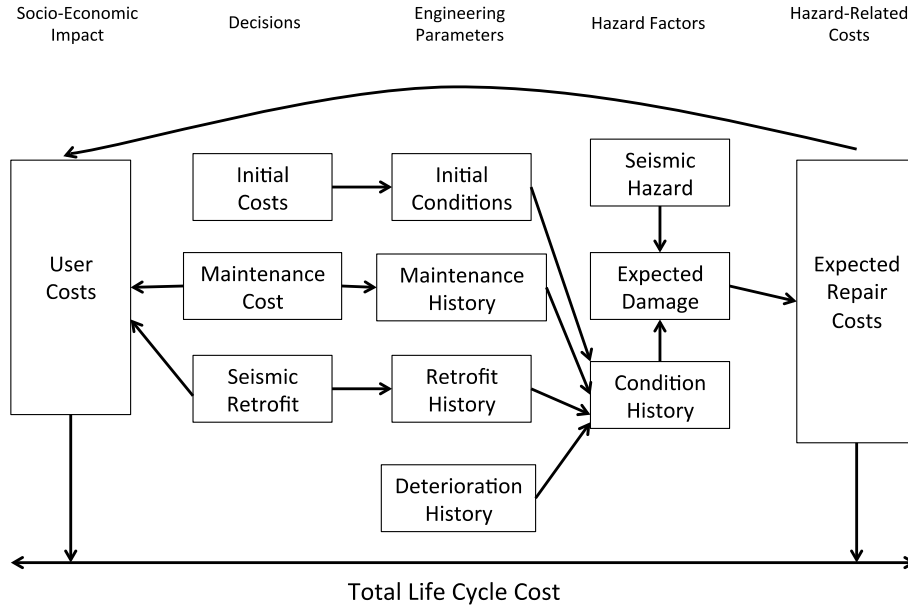 Socio-Economic
Impact
Decisions
Engineering
Parameters
Hazard Factors
Hazard-Related
Costs
Initial
Costs
Initial
Conditions
Seismic
Hazard
User
Costs
Maintenance
Cost
Maintenance
History
Expected
Damage
Expected
Repair
Costs
Seismic
Retrofit
Retrofit
History
Condition
History
Deterioration
History
Total Life Cycle Cost